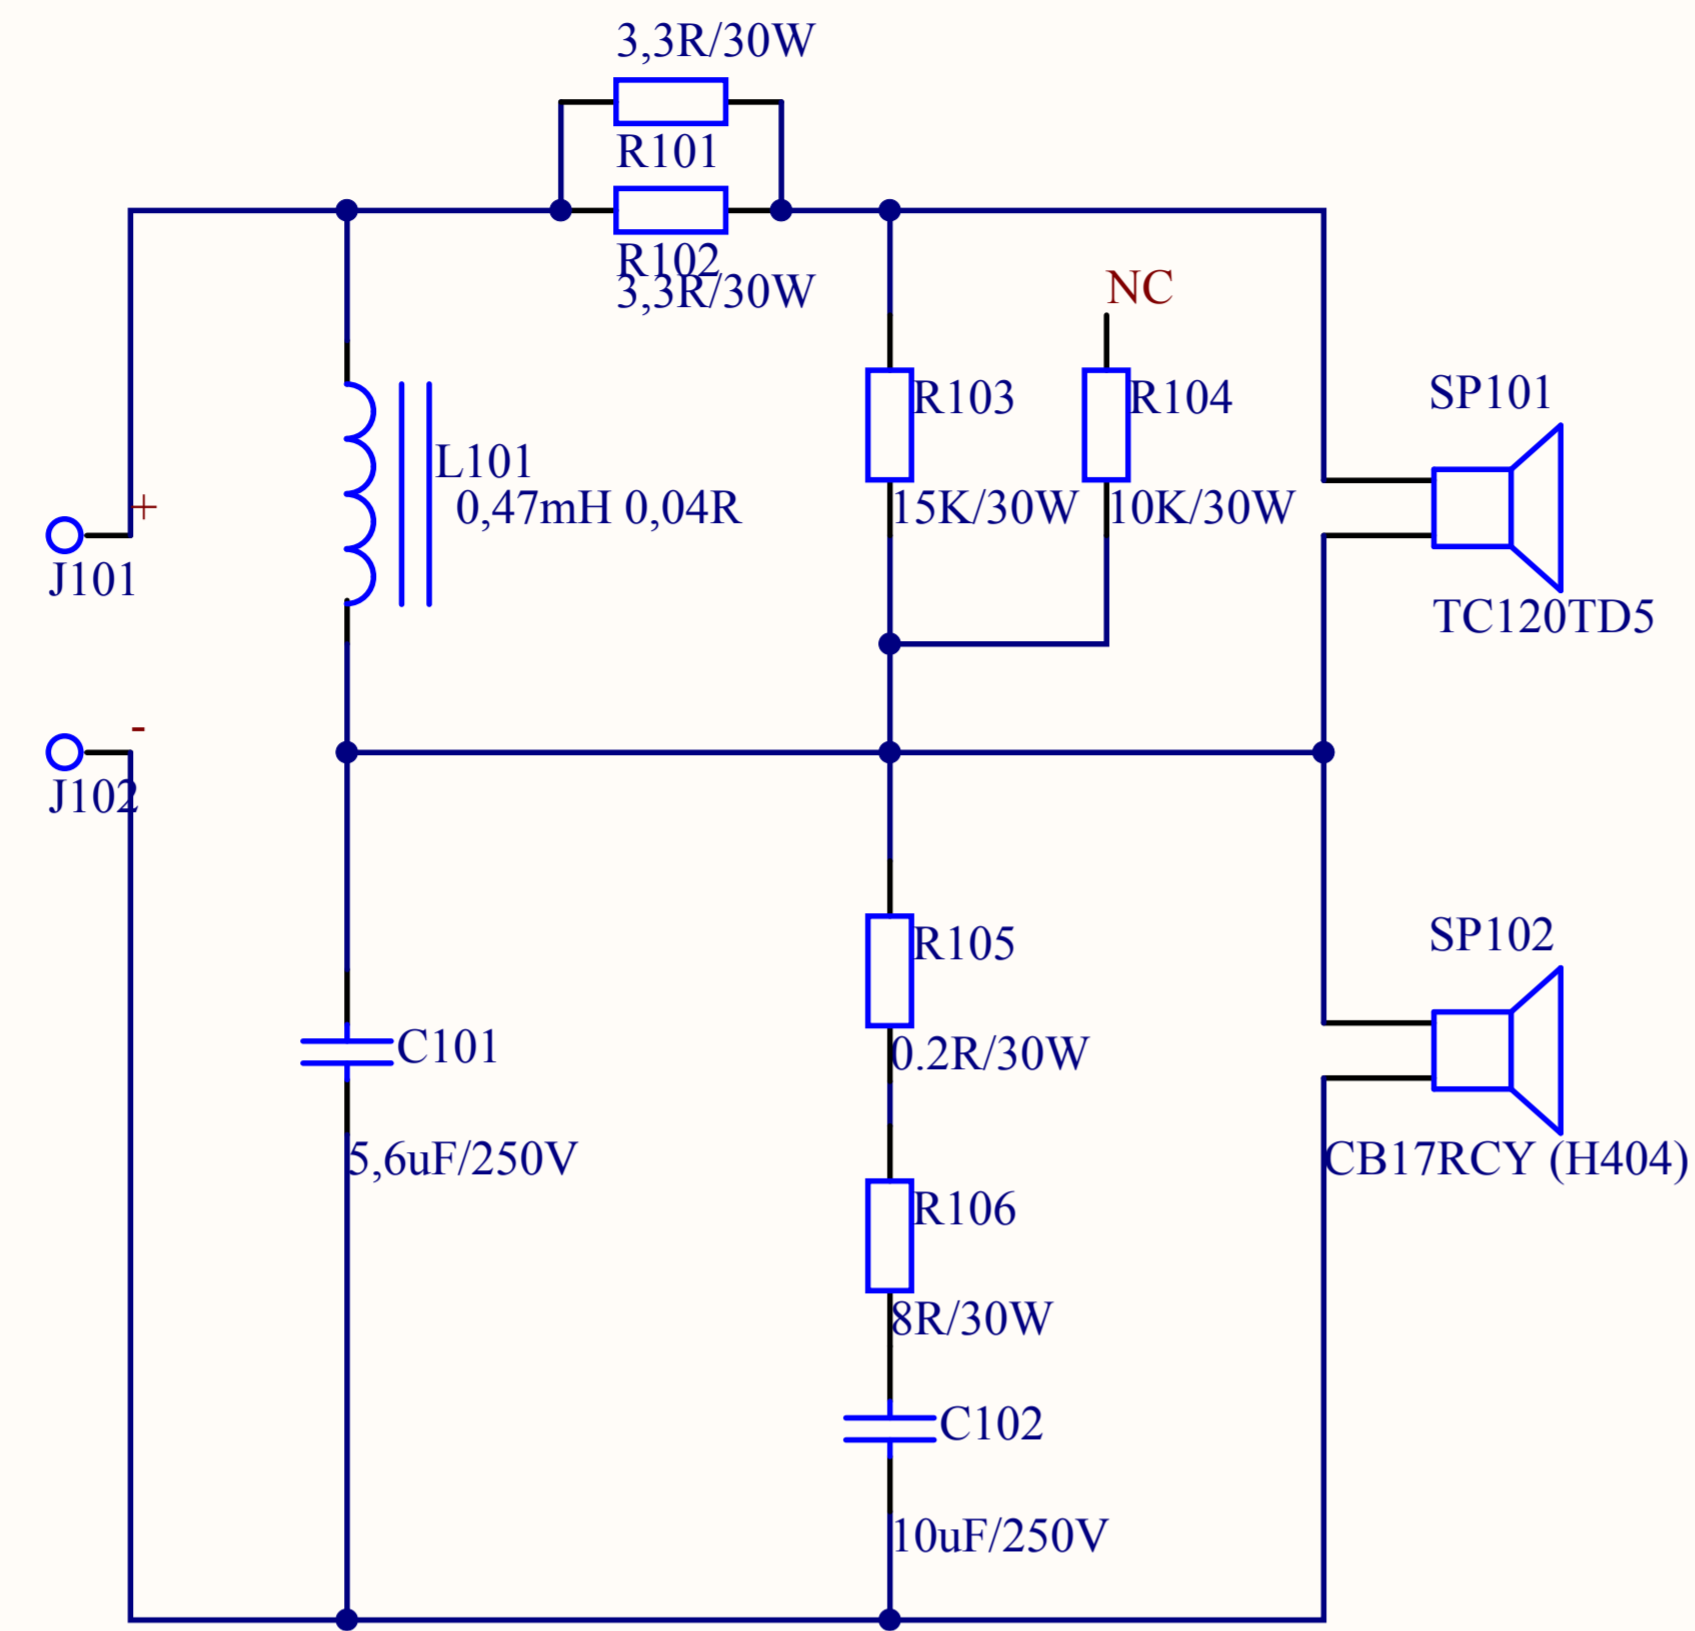 3,3R/30W
R101
R102
3,3R/30W
NC
R103
R104
SP101
L101
0,47mH 0,04R
15K/30W
10K/30W
+
J101
TC120TD5
-
J102
R105
SP102
C101
0.2R/30W
5,6uF/250V
CB17RCY (H404)
R106
8R/30W
C102
10uF/250V